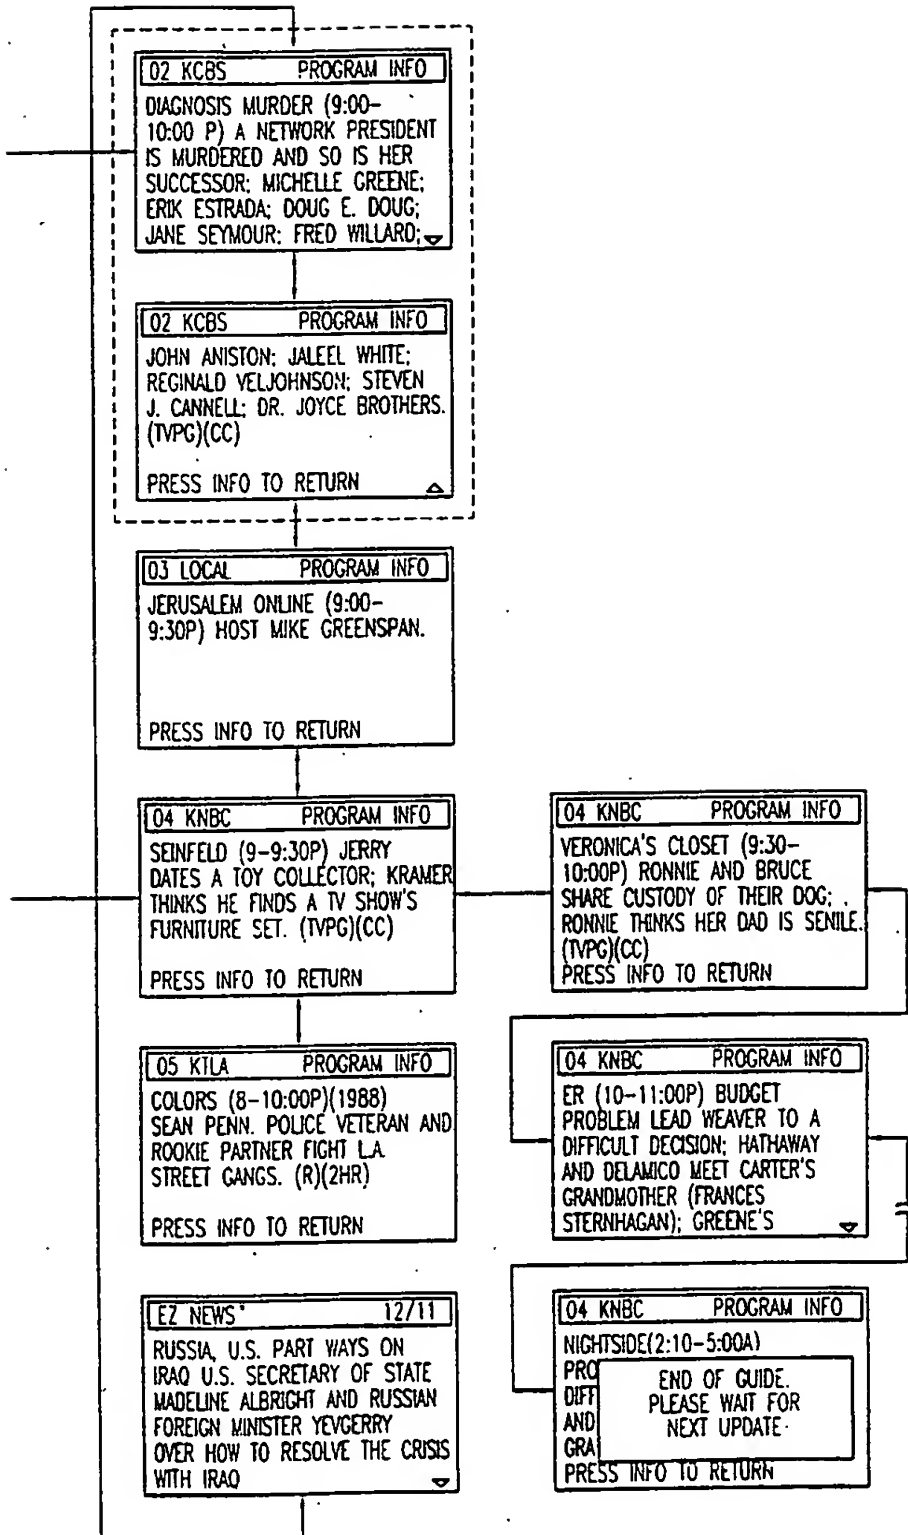 02 KCBS PROGRAM INFO
DIAGNOSIS MURDER (9:00–
10:00 P) A NETWORK PRESIDENT
IS MURDERED AND SO IS HER
SUCCESSOR; MICHELLE GREENE;
ERIK ESTRADA; DOUG E. DOUG;
JANE SEYMOUR; FRED WILLARD;
02 KCBS PROGRAM INFO
JOHN ANISTON; JALEEL WHITE;
REGINALD VELJOHNSON; STEVEN
J. CANNELL; DR. JOYCE BROTHERS.
(TVPG)(CC)
PRESS INFO TO RETURN
03 LOCAL PROGRAM INFO
JERUSALEM ONLINE (9:00–
9:30P) HOST MIKE GREENSPAN.
PRESS INFO TO RETURN
04 KNBC PROGRAM INFO
SEINFELD (9–9:30P) JERRY
DATES A TOY COLLECTOR; KRAMER
THINKS HE FINDS A TV SHOW'S
FURNITURE SET. (TVPG)(CC)
PRESS INFO TO RETURN
04 KNBC PROGRAM INFO
VERONICA'S CLOSET (9:30–
10:00P) RONNIE AND BRUCE
SHARE CUSTODY OF THEIR DOG;
RONNIE THINKS HER DAD IS SENILE.
(TVPG)(CC)
PRESS INFO TO RETURN
05 KTLA PROGRAM INFO
COLORS (8–10:00P)(1988)
SEAN PENN. POLICE VETERAN AND
ROOKIE PARTNER FIGHT L.A.
STREET GANGS. (R)(2HR)
PRESS INFO TO RETURN
04 KNBC PROGRAM INFO
ER (10–11:00P) BUDGET
PROBLEM LEAD WEAVER TO A
DIFFICULT DECISION; HATHAWAY
AND DELAMICO MEET CARTER'S
GRANDMOTHER (FRANCES
STERNHAGAN); GREENE'S
EZ NEWS 12/11
RUSSIA, U.S. PART WAYS ON
IRAQ U.S. SECRETARY OF STATE
MADELINE ALBRIGHT AND RUSSIAN
FOREIGN MINISTER YEVGERRY
OVER HOW TO RESOLVE THE CRISIS
WITH IRAQ
04 KNBC PROGRAM INFO
NIGHTSIDE(2:10–5:00A)
PRO
DIFF
AND
GRA
END OF GUIDE.
PLEASE WAIT FOR
NEXT UPDATE
PRESS INFO TO RETURN